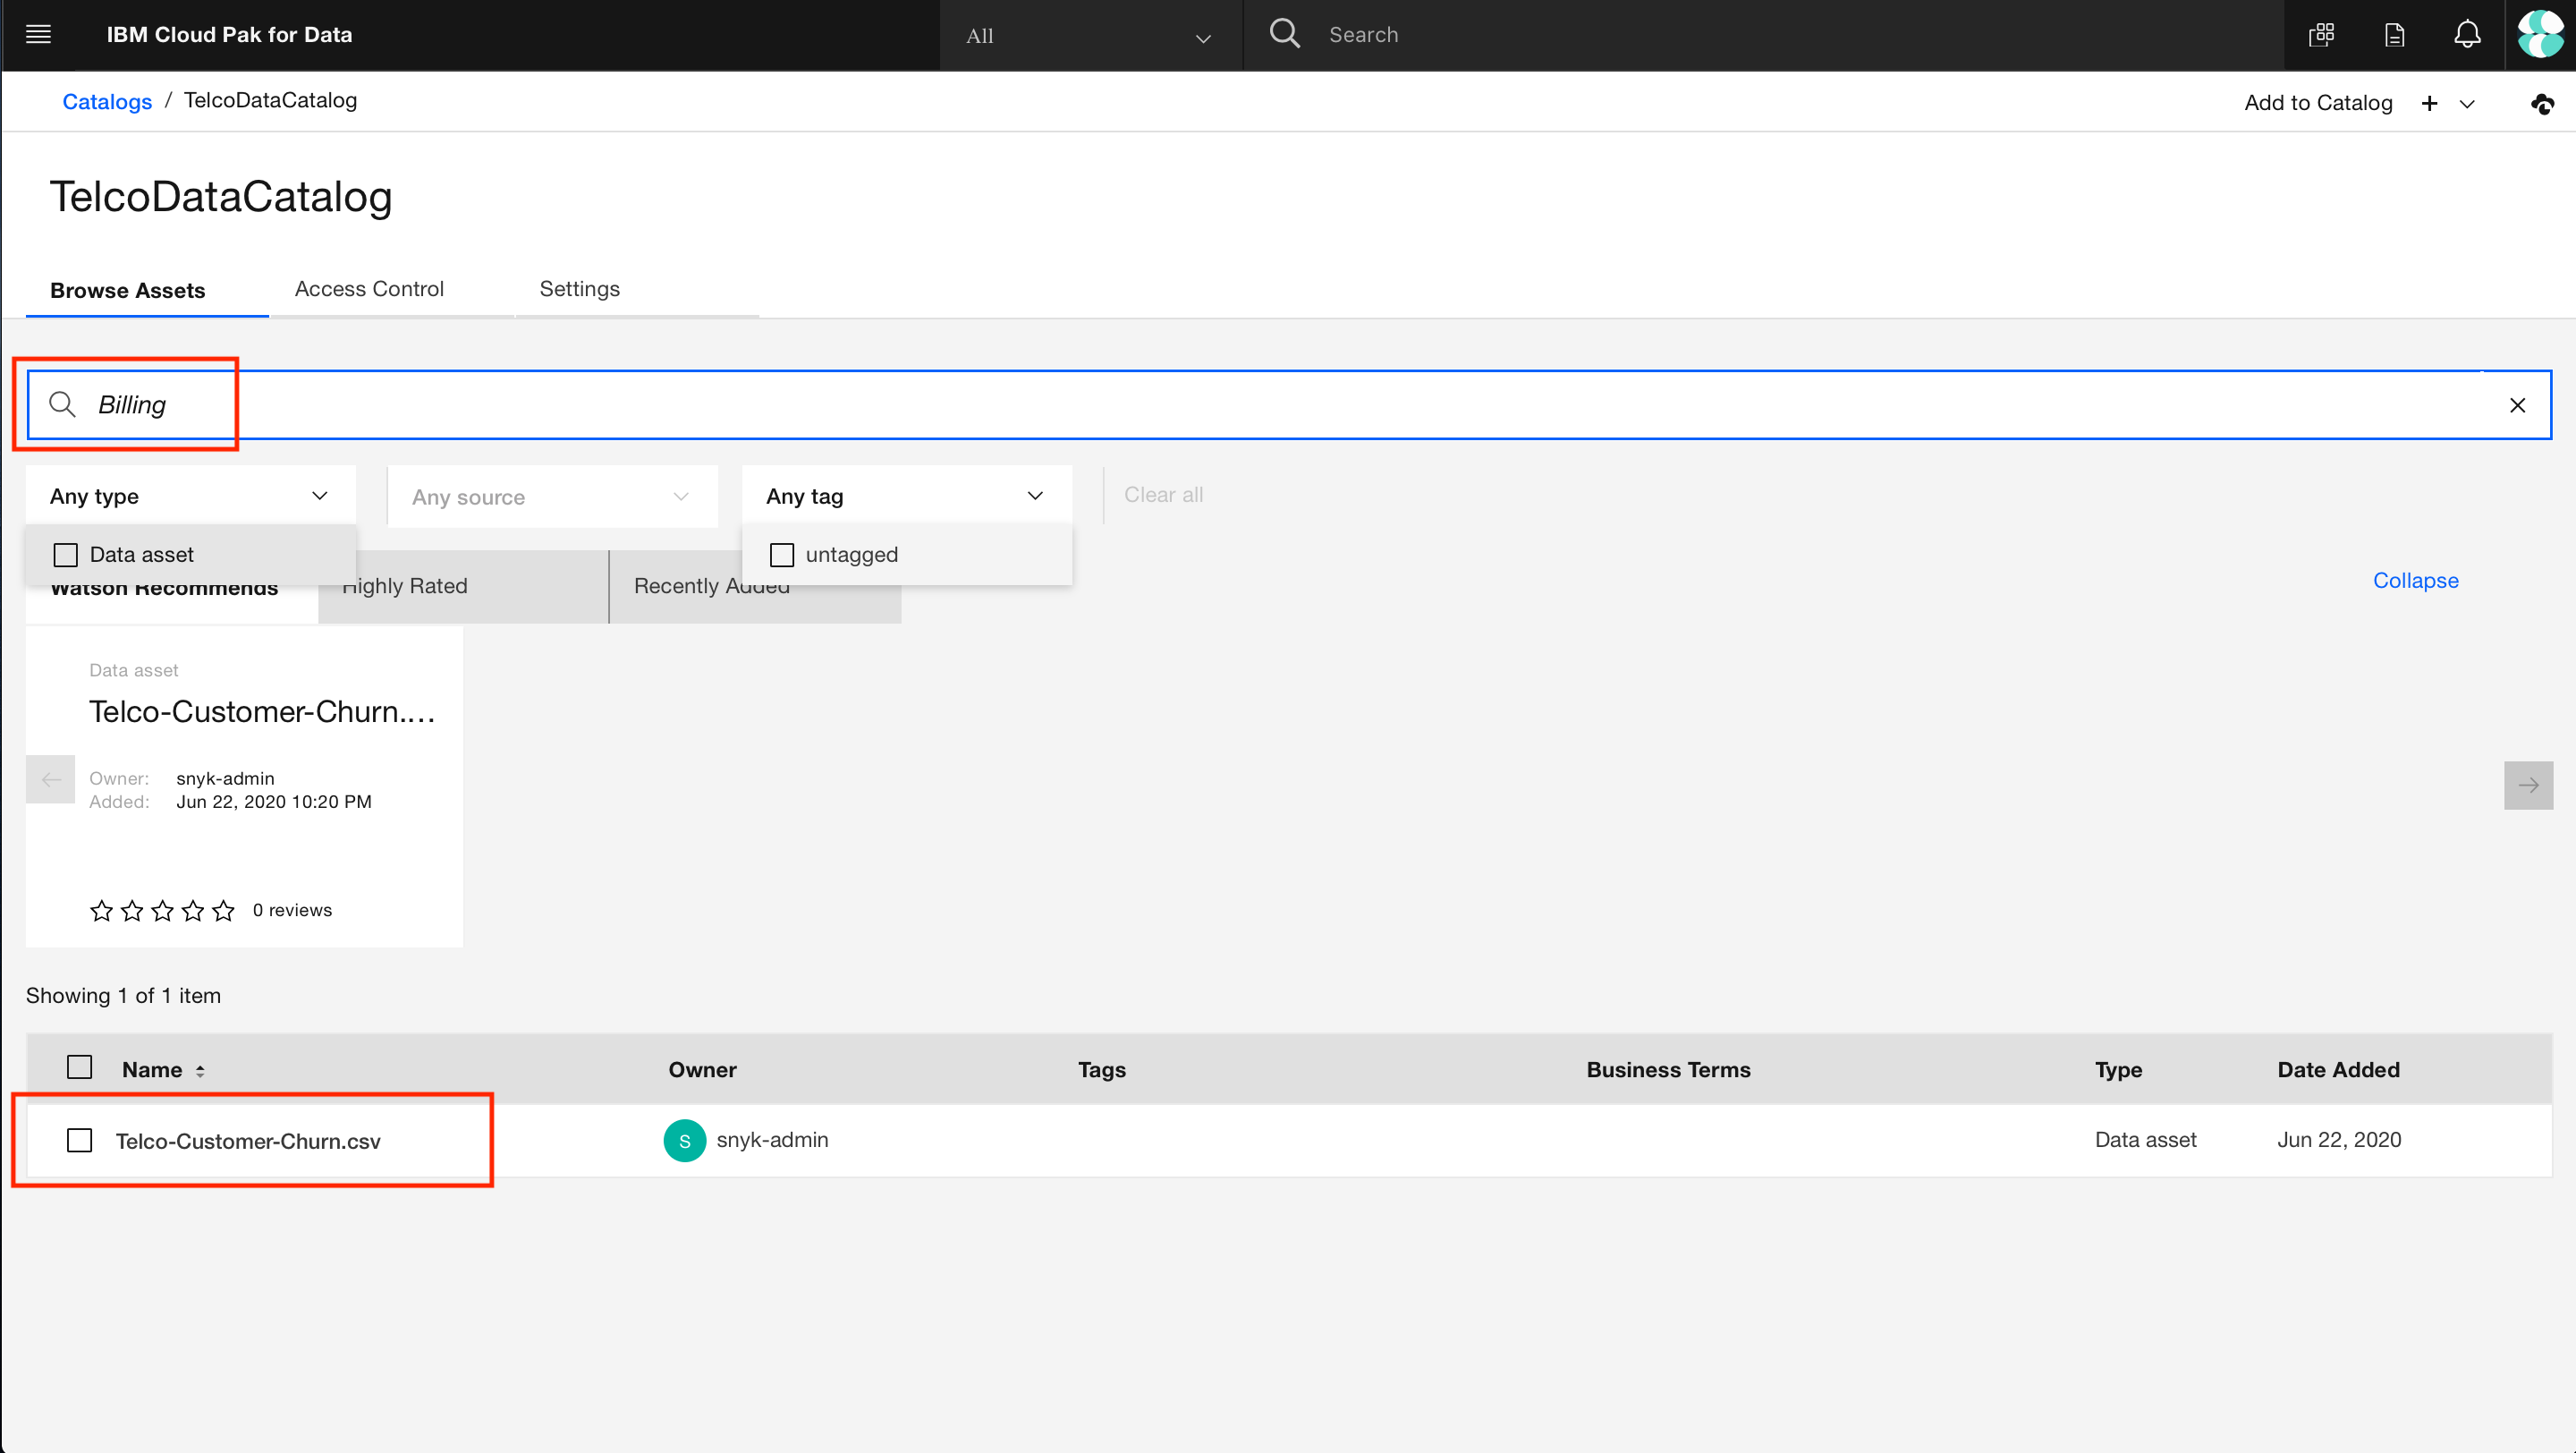 IBM Cloud Pak for Data
All
Search
Catalogs / TelcoDataCatalog
Add to Catalog +
TelcoDataCatalog
Browse Assets
Access Control
Settings
Billing
Any type
Any source
Any tag
Clear all
Data asset
untagged
Watson Recommends
Highly Rated
Recently Added
Collapse
Data asset
Telco-Customer-Churn....
Owner: snyk-admin
Added: Jun 22, 2020 10:20 PM
0 reviews
Showing 1 of 1 item
Name Owner Tags Business Terms Type Date Added
Telco-Customer-Churn.csv S snyk-admin Data asset Jun 22, 2020